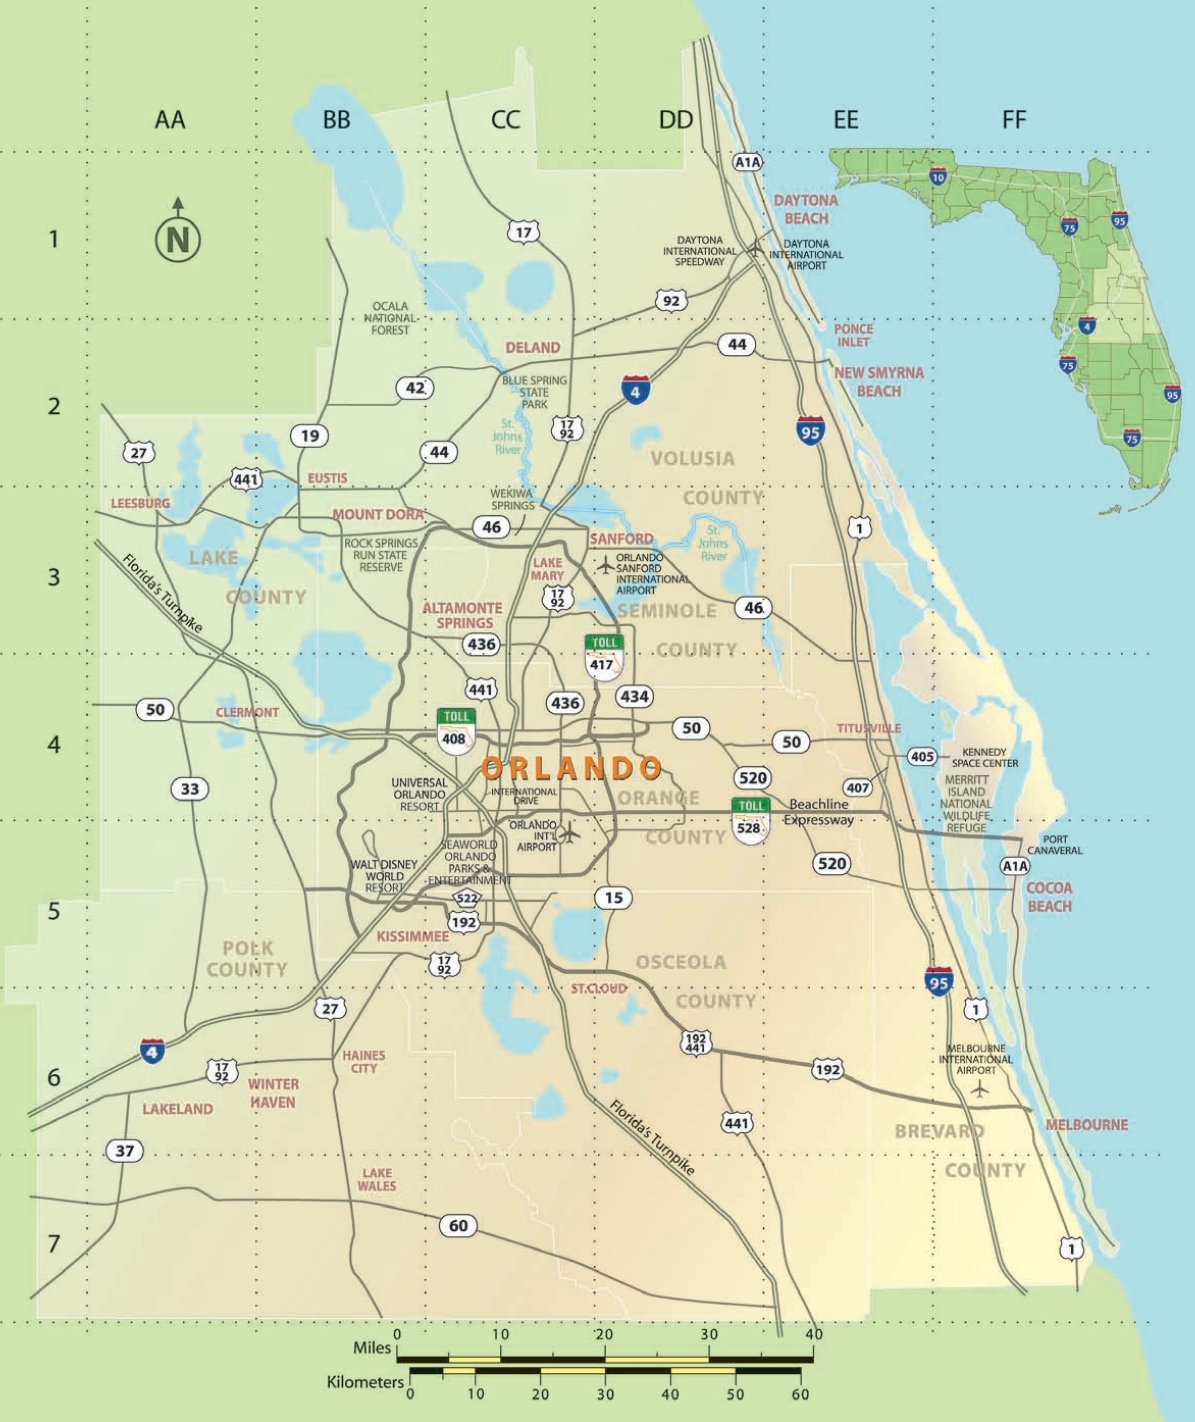 AA
BB
CC
DD
EE
FF
A1A
10
1
N
17
DAYTONA
BEACH
75
95
DAYTONA
INTERNATIONAL
SPEEDWAY
DAYTONA
INTERNATIONAL
AIRPORT
92
OCALA
NATIONAL
FOREST
4
PONCE
INLET
DELAND
44
75
NEW SMYRNA
BEACH
42
BLUE SPRING
STATE
PARK
4
95
2
19
17
92
95
75
27
44
St.
Johns
River
VOLUSIA
COUNTY
441
EUSTIS
LEESBURG
WEKIWA
SPRINGS
MOUNT DORA
46
1
SANFORD
St.
Johns
River
ROCK SPRINGS
RUN STATE
RESERVE
LAKE
COUNTY
Florida's Turnpike
3
LAKE
MARY
ORLANDO
SANFORD
INTERNATIONAL
AIRPORT
17
92
ALTAMONTE
SPRINGS
SEMINOLE
COUNTY
46
436
TOLL
417
441
436
434
50
CLERMONT
TOLL
408
50
50
TITUSVILLE
4
405
KENNEDY
SPACE CENTER
ORLANDO
520
407
33
UNIVERSAL
ORLANDO
RESORT
INTERNATIONAL
DRIVE
ORANGE
COUNTY
TOLL
528
Beachline
Expressway
MERRITT
ISLAND
NATIONAL
WILDLIFE
REFUGE
ORLANDO
INT'L
AIRPORT
PORT
CANAVERAL
WALT DISNEY
WORLD
RESORT
SEAWORLD
ORLANDO
PARKS &
ENTERTAINMENT
520
A1A
COCOA
BEACH
522
15
5
192
KISSIMMEE
POLK
COUNTY
17
92
OSCEOLA
COUNTY
95
ST.CLOUD
27
1
192
441
4
MELBOURNE
INTERNATIONAL
AIRPORT
HAINES
CITY
17
92
192
6
WINTER
HAVEN
LAKELAND
Florida's Turnpike
441
MELBOURNE
BREVARD
COUNTY
37
LAKE
WALES
60
7
1
0
10
20
30
40
Miles
Kilometers
0
10
20
30
40
50
60